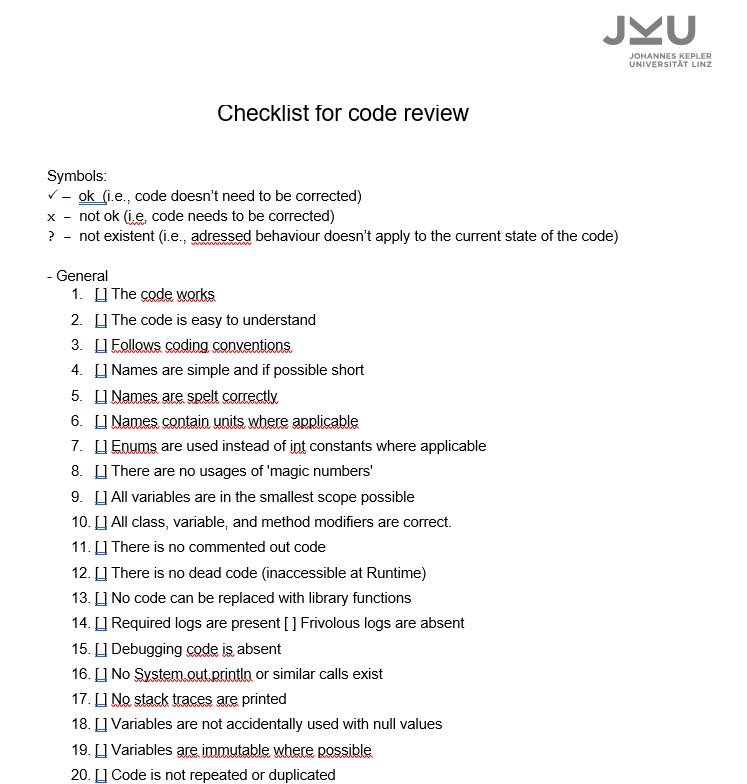 JKU
JOHANNES KEPLER
UNIVERSITÄT LINZ
Checklist for code review
Symbols:
✓ – ok (i.e., code doesn’t need to be corrected)
x – not ok (i.e. code needs to be corrected)
? – not existent (i.e., adressed behaviour doesn’t apply to the current state of the code)
- General
1. [ ] The code works
2. [ ] The code is easy to understand
3. [ ] Follows coding conventions
4. [ ] Names are simple and if possible short
5. [ ] Names are spelt correctly
6. [ ] Names contain units where applicable
7. [ ] Enums are used instead of int constants where applicable
8. [ ] There are no usages of 'magic numbers'
9. [ ] All variables are in the smallest scope possible
10. [ ] All class, variable, and method modifiers are correct.
11. [ ] There is no commented out code
12. [ ] There is no dead code (inaccessible at Runtime)
13. [ ] No code can be replaced with library functions
14. [ ] Required logs are present [ ] Frivolous logs are absent
15. [ ] Debugging code is absent
16. [ ] No System.out.println or similar calls exist
17. [ ] No stack traces are printed
18. [ ] Variables are not accidentally used with null values
19. [ ] Variables are immutable where possible
20. [ ] Code is not repeated or duplicated